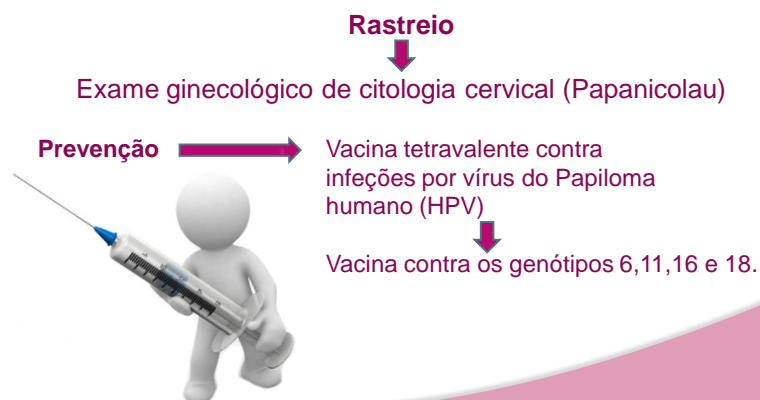 Rastreio
Exame ginecológico de citologia cervical (Papanicolau)
Prevenção
Vacina tetravalente contra
infeções por vírus do Papiloma
humano (HPV)
Vacina contra os genótipos 6,11,16 e 18.